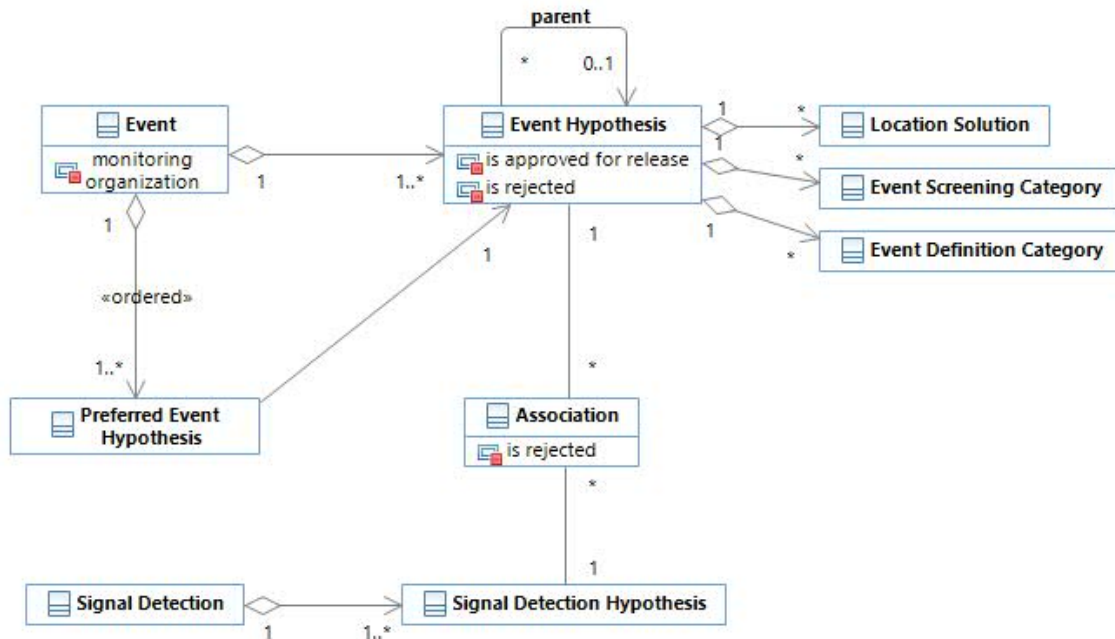 parent
*
0..1
Event
monitoring
organization
1
1..*
Event Hypothesis
is approved for release
is rejected
1
*
Location Solution
1
*
Event Screening Category
1
*
Event Definition Category
1
«ordered»
1..*
1
1
*
Preferred Event
Hypothesis
Association
is rejected
*
1
Signal Detection
1
1..*
Signal Detection Hypothesis